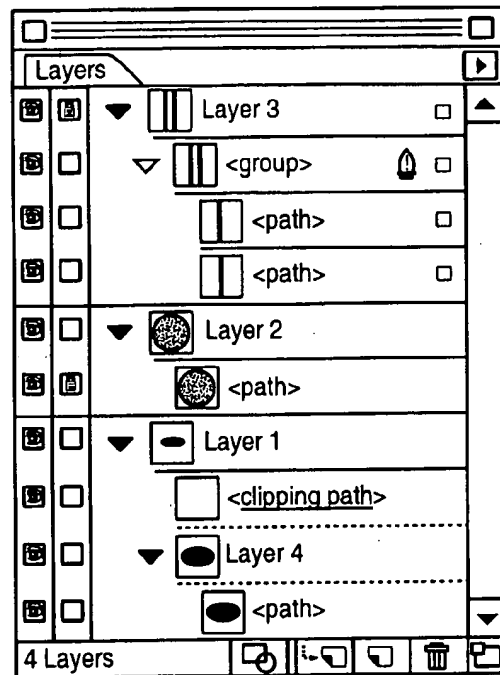 Layers
Layer 3
<group>
<path>
<path>
Layer 2
<path>
Layer 1
<clipping path>
Layer 4
<path>
4 Layers